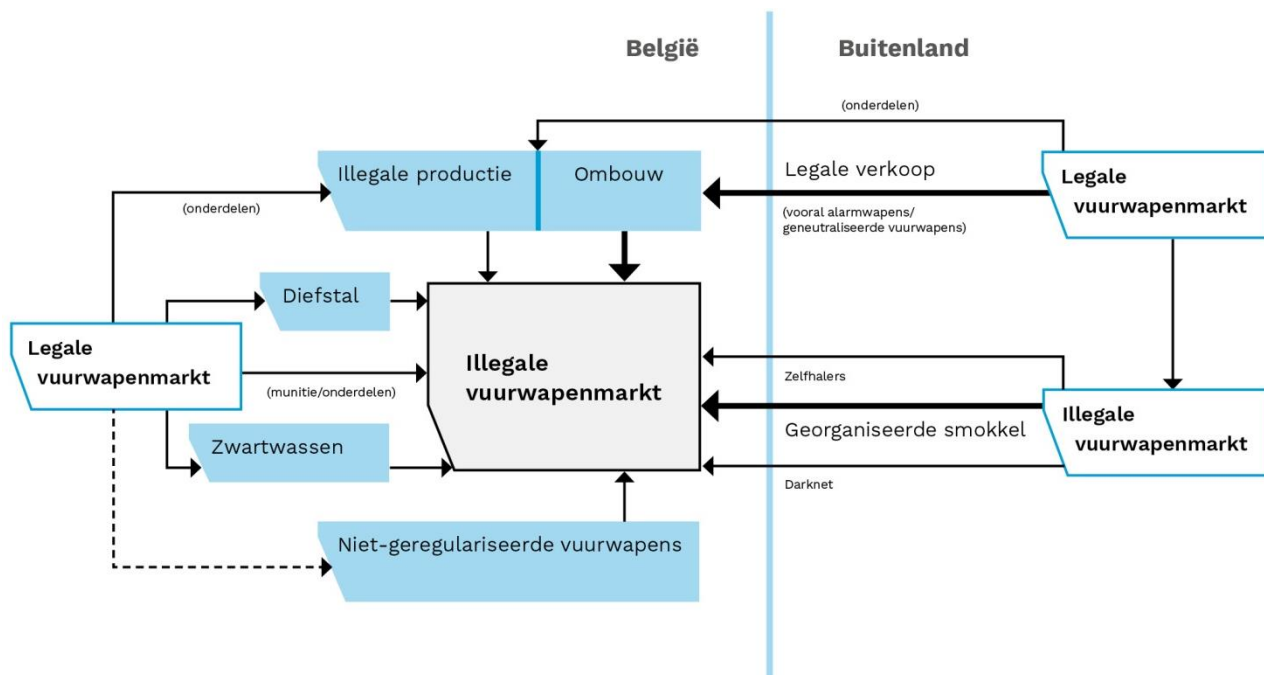 België
Buitenland
(onderdelen)
Illegale productie
Ombouw
Legale verkoop
Legale
vuurwapenmarkt
(onderdelen)
(vooral alarmwapens/
geneutraliseerde vuurwapens)
Diefstal
Legale
vuurwapenmarkt
Illegale
vuurwapenmarkt
(munitie/onderdelen)
Zelfhalers
Illegale
vuurwapenmarkt
Georganiseerde smokkel
Zwartwassen
Darknet
Niet-geregulariseerde vuurwapens